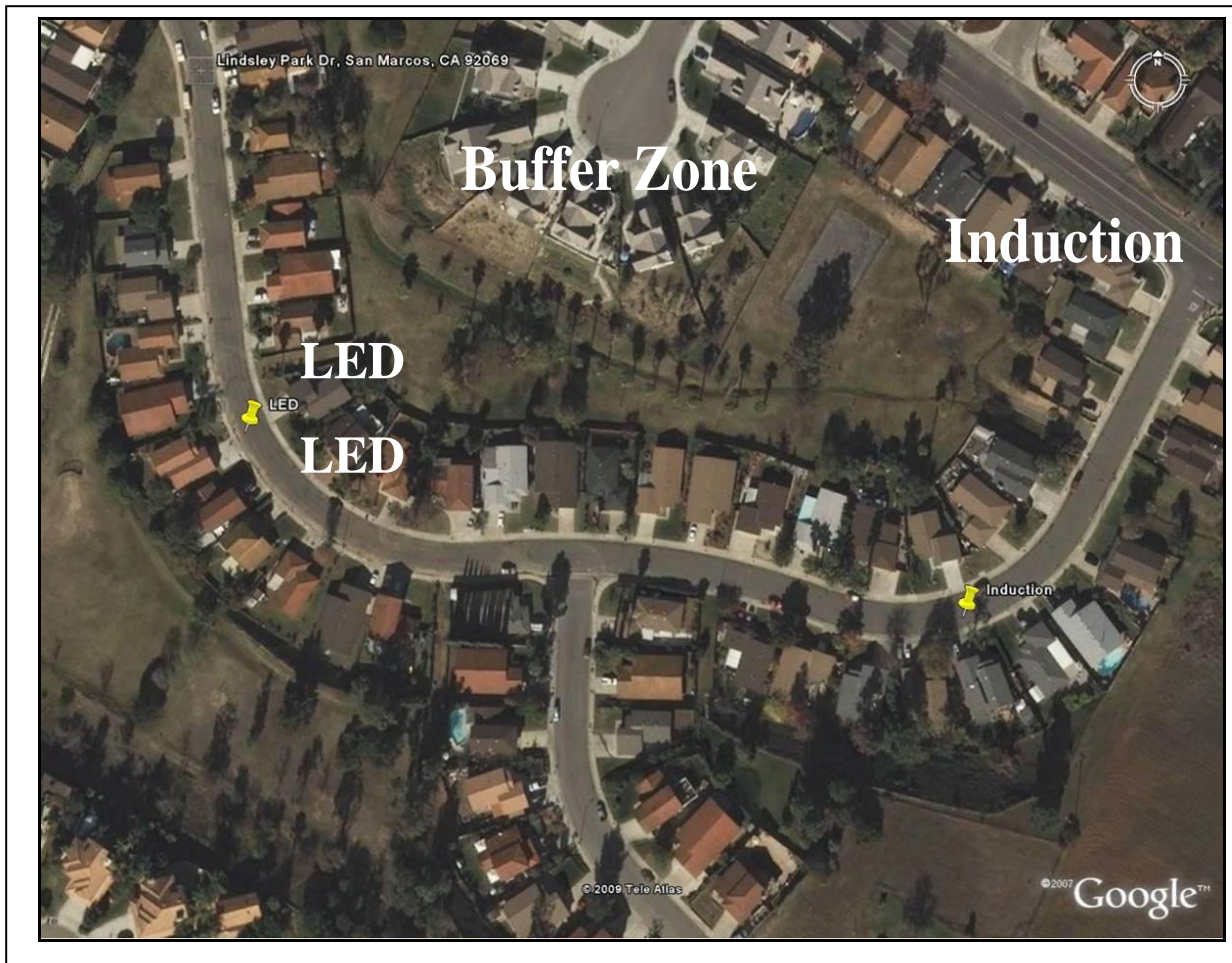 Lindsley Park Dr, San Marcos, CA 92069
N
Buffer Zone
Induction
LED
LED
LED
Induction
© 2009 Tele Atlas
©2007 Google™